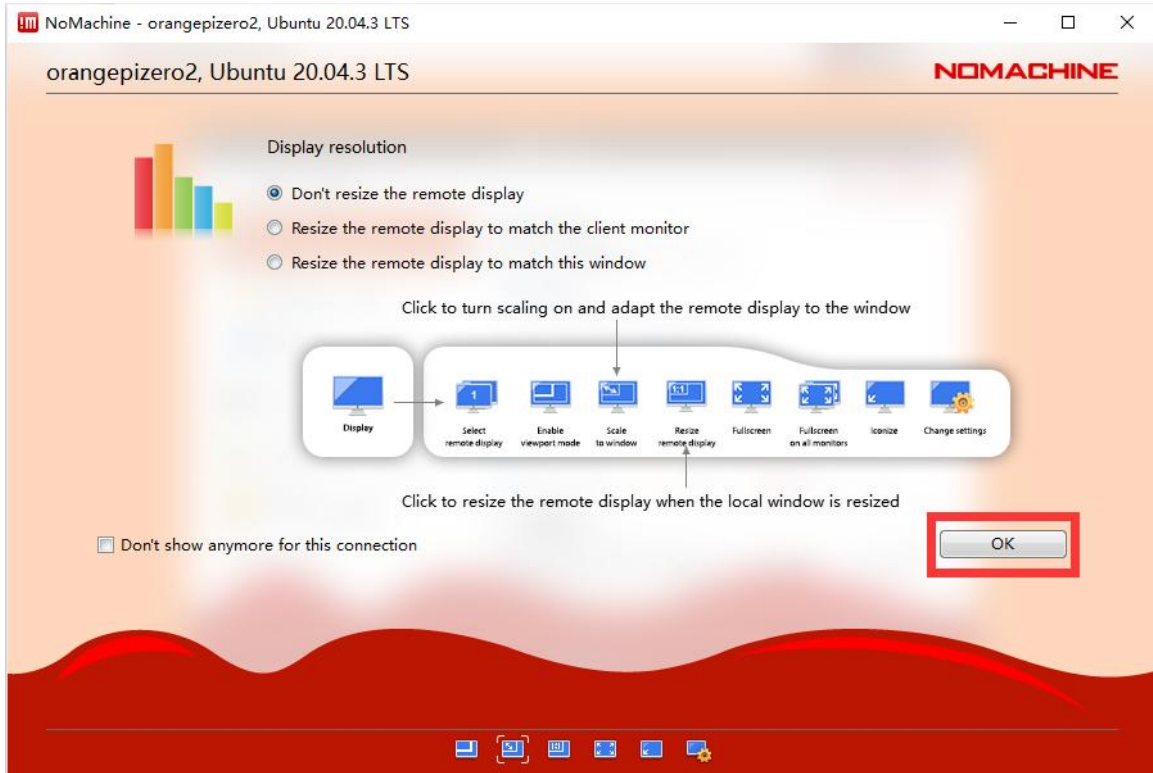 NoMachine - orangepizero2, Ubuntu 20.04.3 LTS
orangepizero2, Ubuntu 20.04.3 LTS
NOMACHINE
Display resolution
Don't resize the remote display
Resize the remote display to match the client monitor
Resize the remote display to match this window
Click to turn scaling on and adapt the remote display to the window
1
1:1
Display
Select
remote display
Enable
viewport mode
Scale
to window
Resize
remote display
Fullscreen
Fullscreen
on all monitors
Iconize
Change settings
Click to resize the remote display when the local window is resized
Don't show anymore for this connection
OK